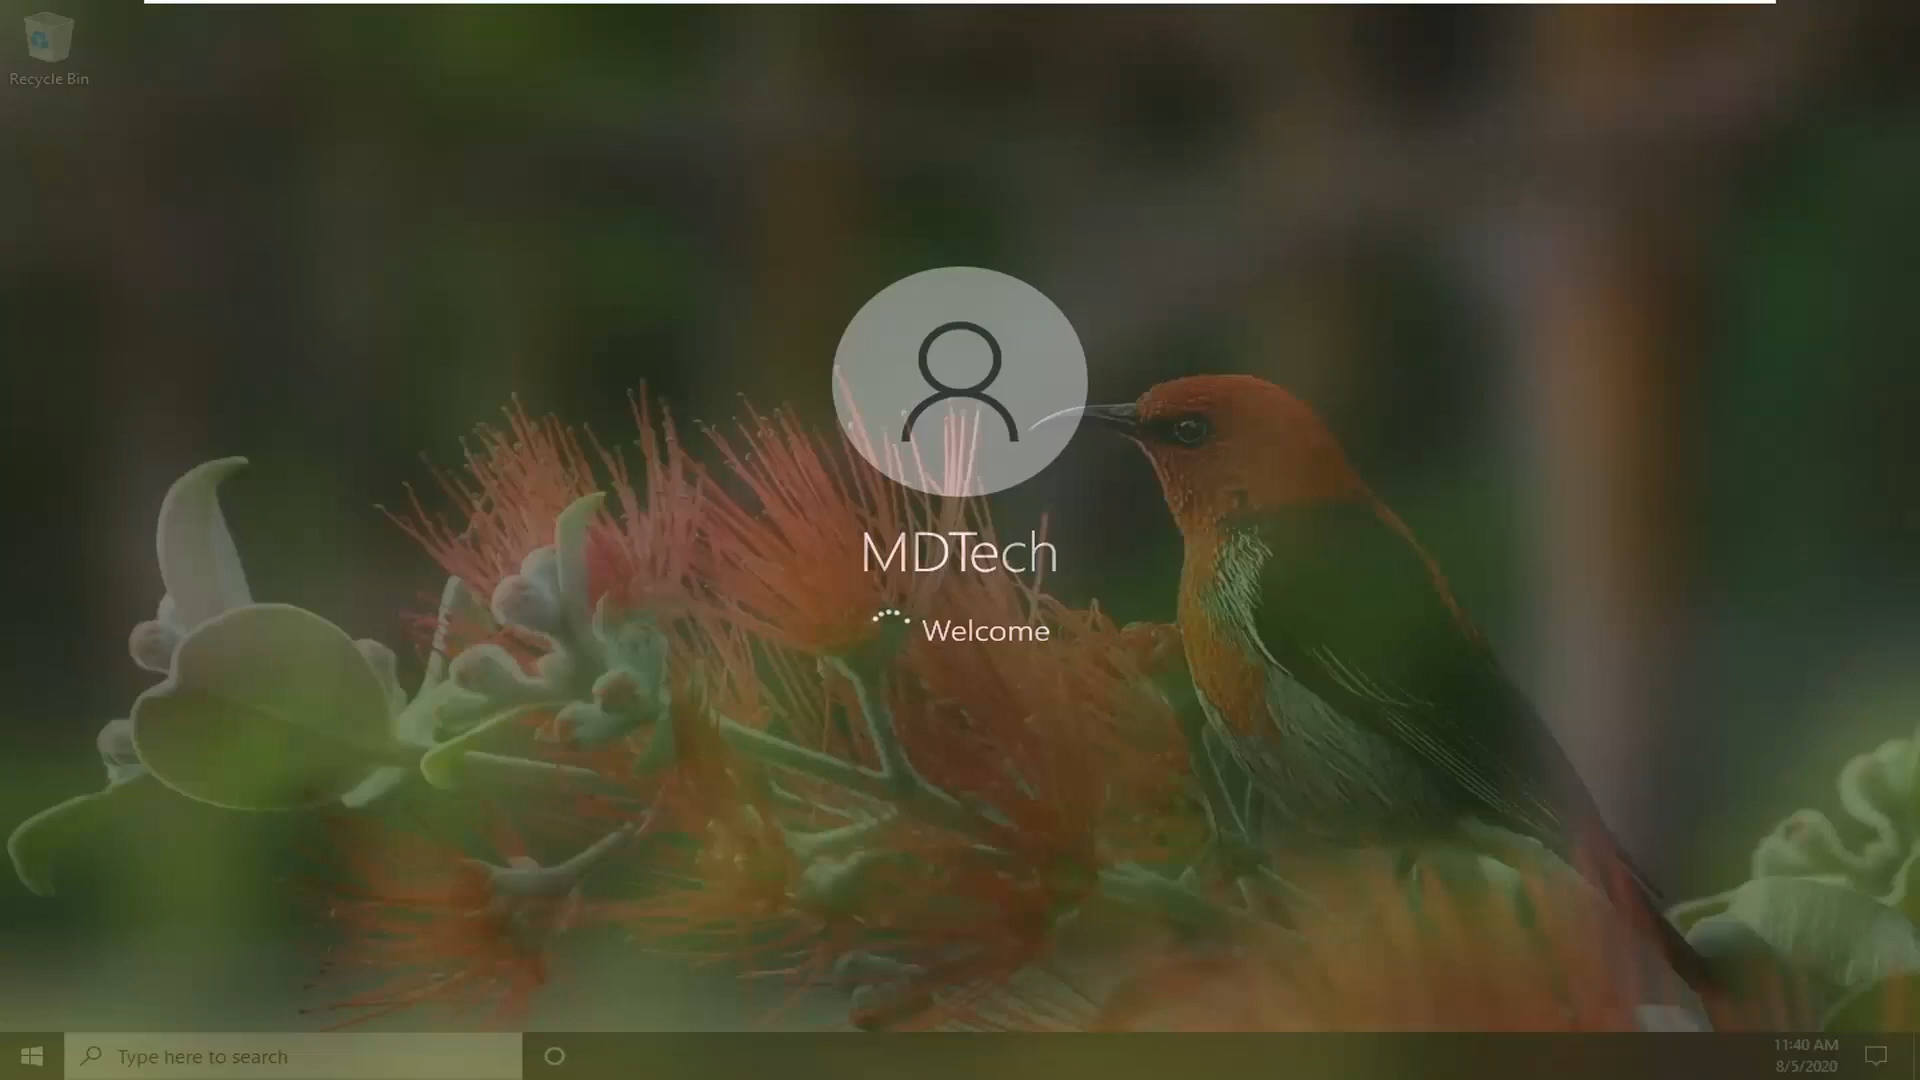 Recycle Bin
MDTech
Welcome
Type here to search
11:40 AM
8/5/2020